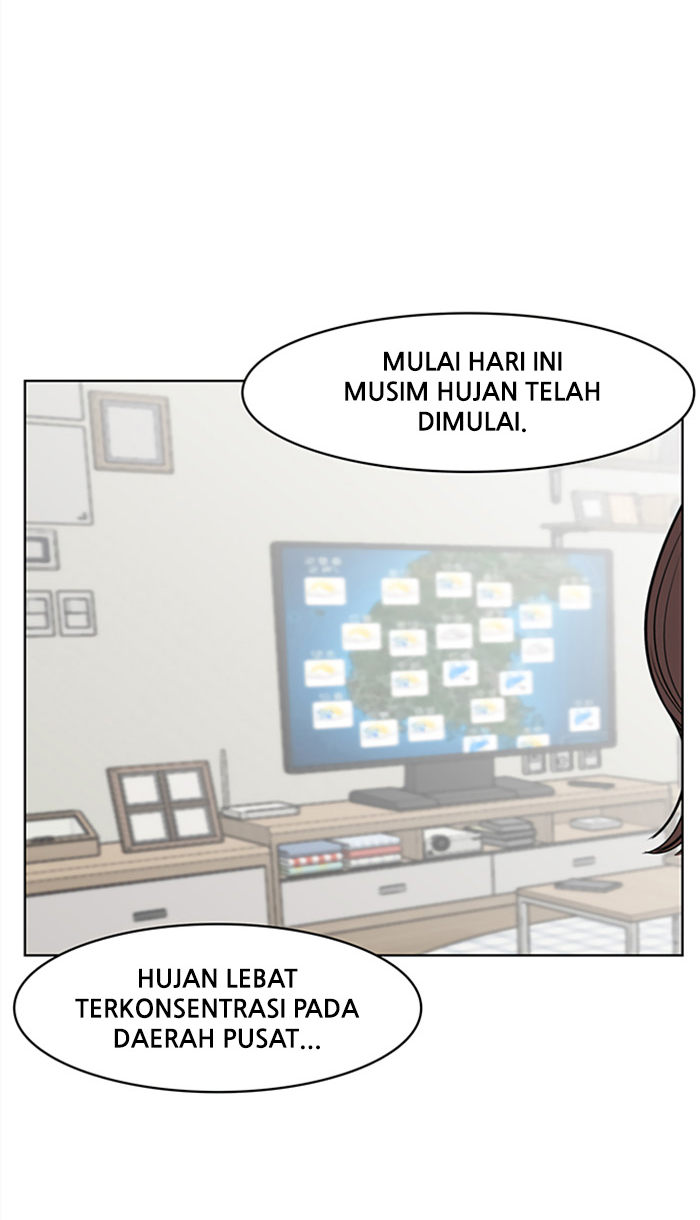 MULAI HARI INI
MUSIM HUJAN TELAH
DIMULAI.
HUJAN LEBAT
TERKONSENTRASI PADA
DAERAH PUSAT...